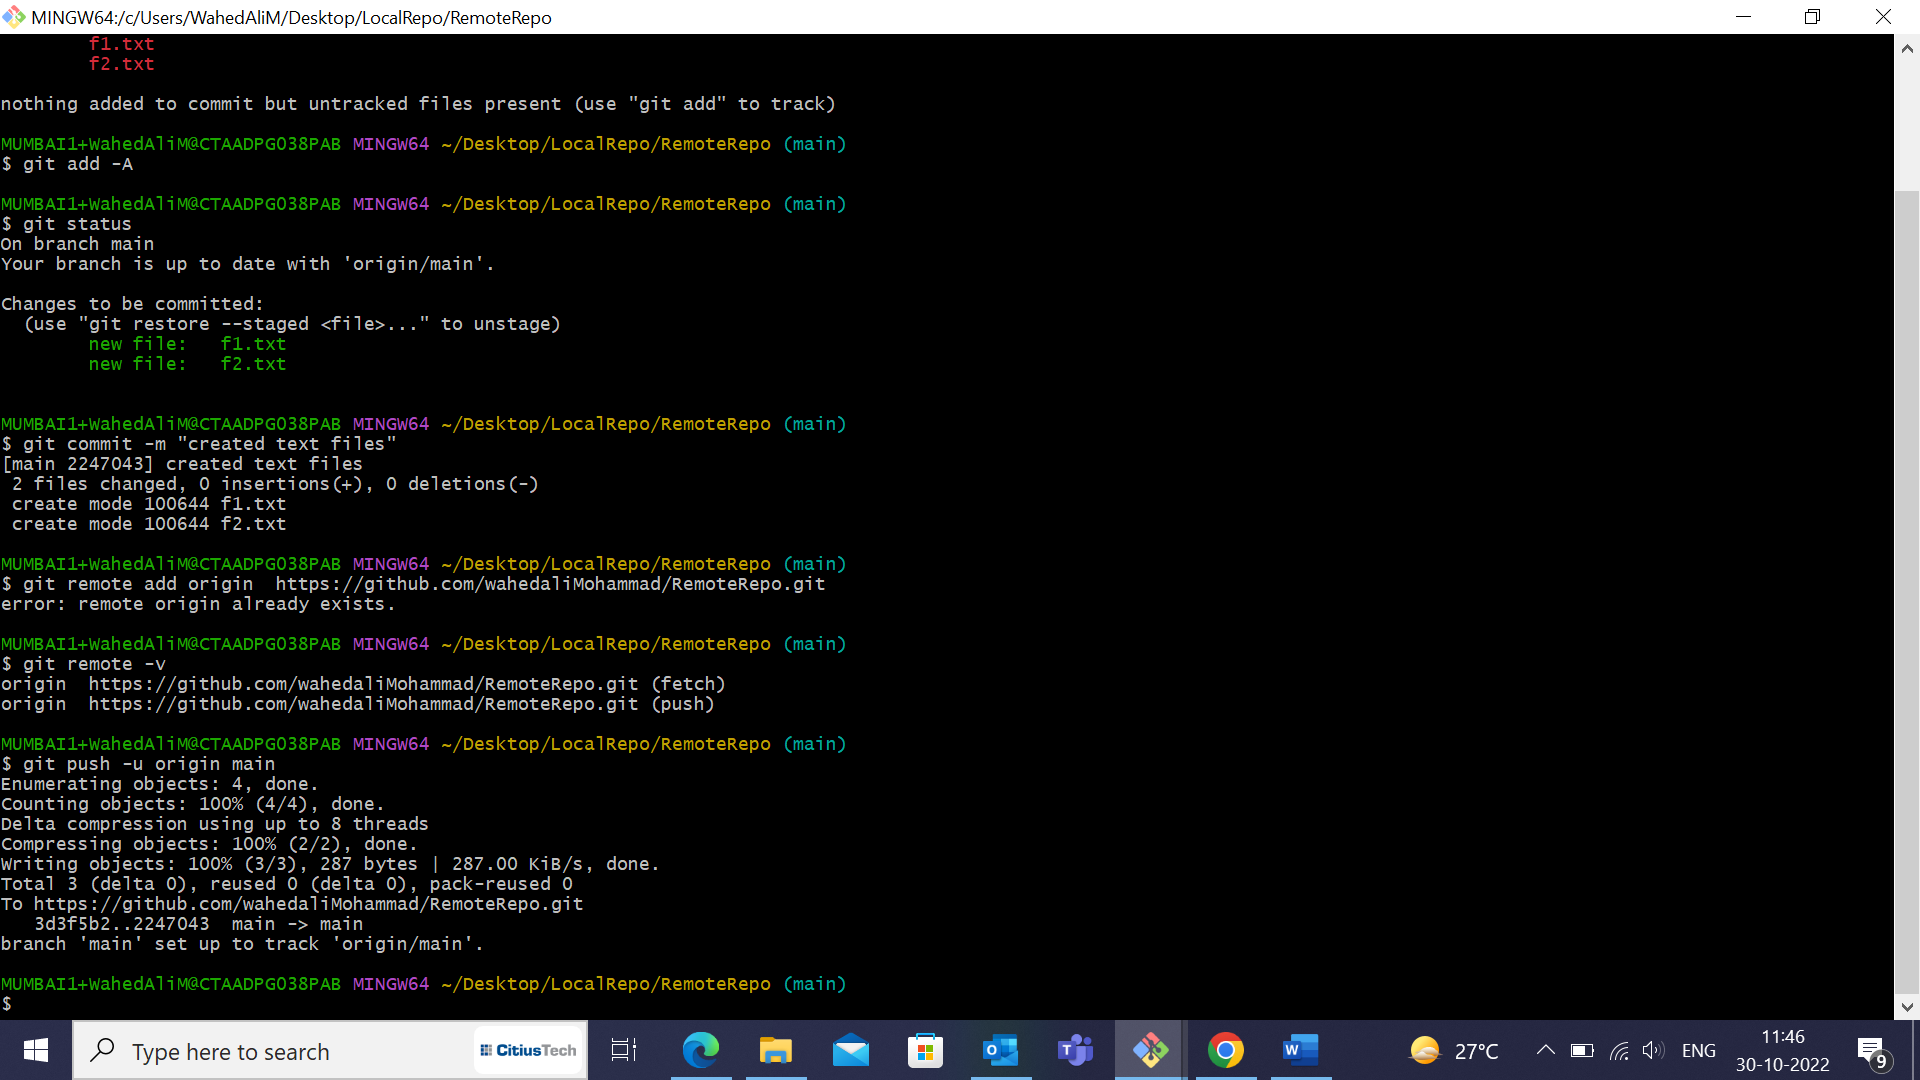 MINGW64:/c/Users/WahedAliM/Desktop/LocalRepo/RemoteRepo
f1.txt
f2.txt
nothing added to commit but untracked files present (use "git add" to track)
MUMBAI1+WahedAliM@CTAADPG038PAB MINGW64 ~/Desktop/LocalRepo/RemoteRepo (main)
$ git add -A
MUMBAI1+WahedAliM@CTAADPG038PAB MINGW64 ~/Desktop/LocalRepo/RemoteRepo (main)
$ git status
On branch main
Your branch is up to date with 'origin/main'.
Changes to be committed:
(use "git restore --staged <file>..." to unstage)
new file:   f1.txt
new file:   f2.txt
MUMBAI1+WahedAliM@CTAADPG038PAB MINGW64 ~/Desktop/LocalRepo/RemoteRepo (main)
$ git commit -m "created text files"
[main 2247043] created text files
2 files changed, 0 insertions(+), 0 deletions(-)
create mode 100644 f1.txt
create mode 100644 f2.txt
MUMBAI1+WahedAliM@CTAADPG038PAB MINGW64 ~/Desktop/LocalRepo/RemoteRepo (main)
$ git remote add origin  https://github.com/wahedaliMohammad/RemoteRepo.git
error: remote origin already exists.
MUMBAI1+WahedAliM@CTAADPG038PAB MINGW64 ~/Desktop/LocalRepo/RemoteRepo (main)
$ git remote -v
origin  https://github.com/wahedaliMohammad/RemoteRepo.git (fetch)
origin  https://github.com/wahedaliMohammad/RemoteRepo.git (push)
MUMBAI1+WahedAliM@CTAADPG038PAB MINGW64 ~/Desktop/LocalRepo/RemoteRepo (main)
$ git push -u origin main
Enumerating objects: 4, done.
Counting objects: 100% (4/4), done.
Delta compression using up to 8 threads
Compressing objects: 100% (2/2), done.
Writing objects: 100% (3/3), 287 bytes | 287.00 KiB/s, done.
Total 3 (delta 0), reused 0 (delta 0), pack-reused 0
To https://github.com/wahedaliMohammad/RemoteRepo.git
3d3f5b2..2247043  main -> main
branch 'main' set up to track 'origin/main'.
MUMBAI1+WahedAliM@CTAADPG038PAB MINGW64 ~/Desktop/LocalRepo/RemoteRepo (main)
$
Type here to search
CitiusTech
27°C
ENG
11:46
30-10-2022
9